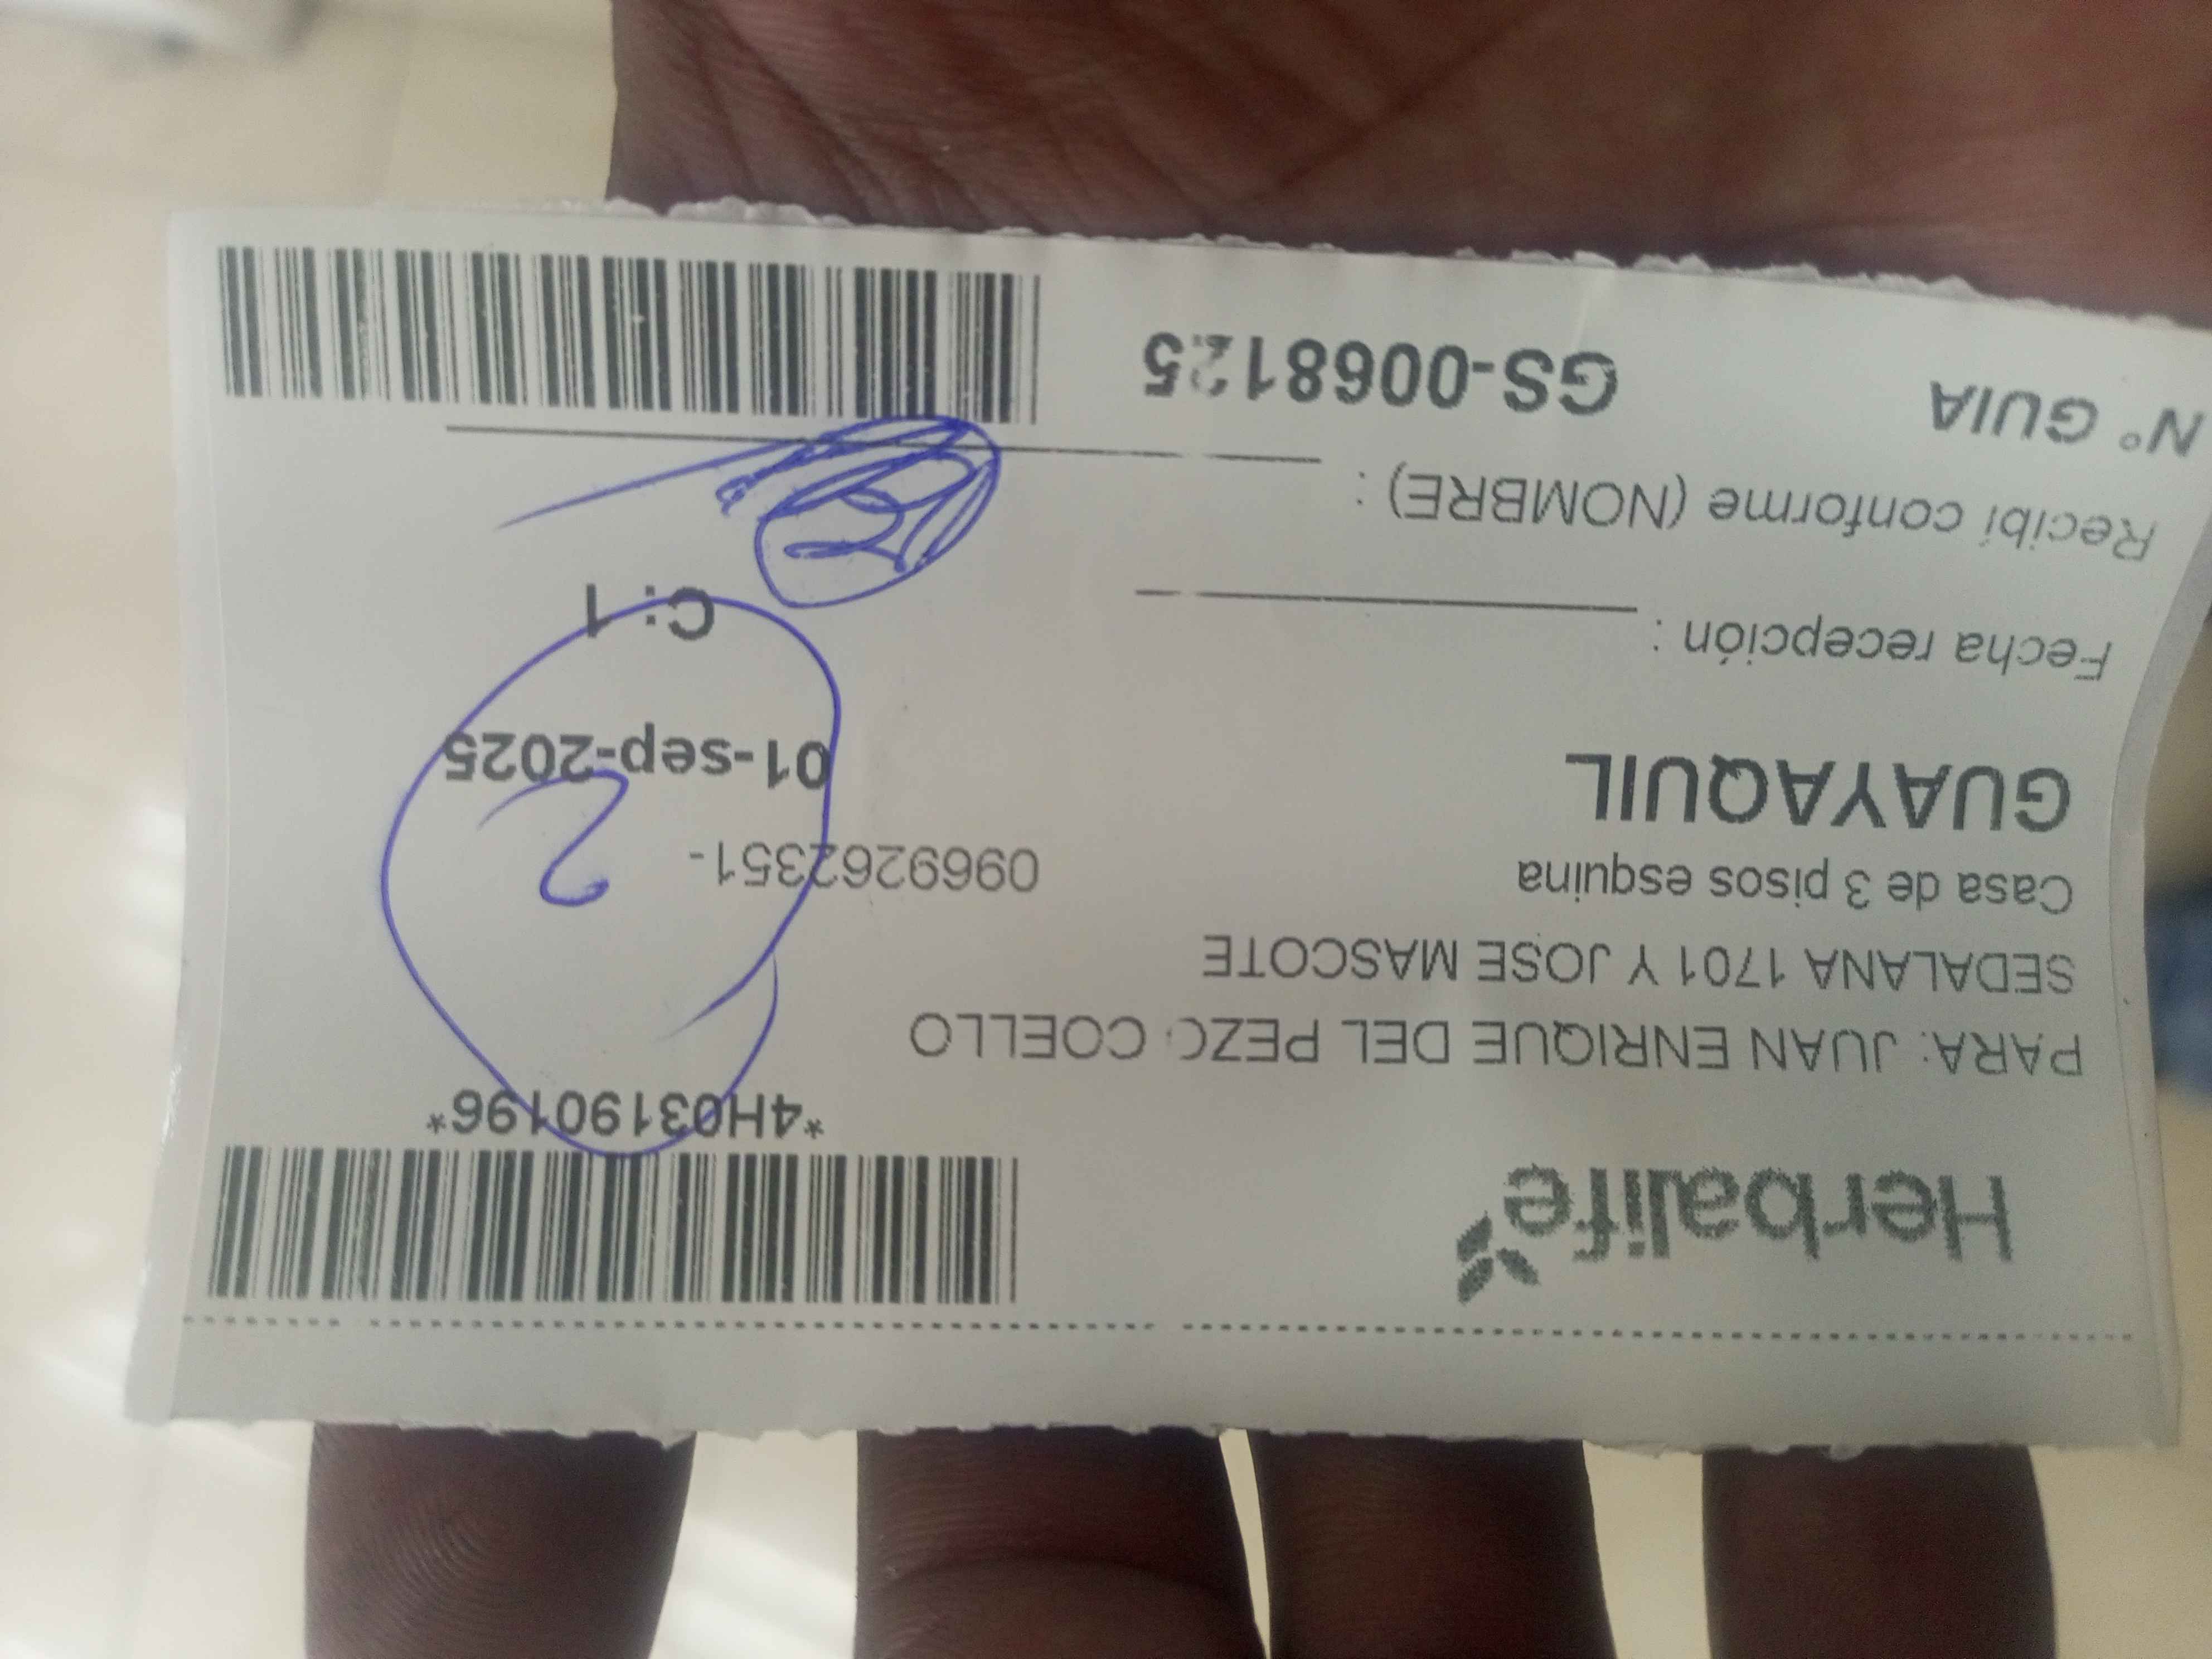 Herbalife
*4H03190196*
PARA: JUAN ENRIQUE DEL PEZO COELLO
SEDALANA 1701 Y JOSE MASCOTE
Casa de 3 pisos esquina
0969262351-
2
GUAYAQUIL
01-sep-2025
Fecha recepción :
C: 1
Recibí conforme (NOMBRE) :
N° GUIA
GS-0068125